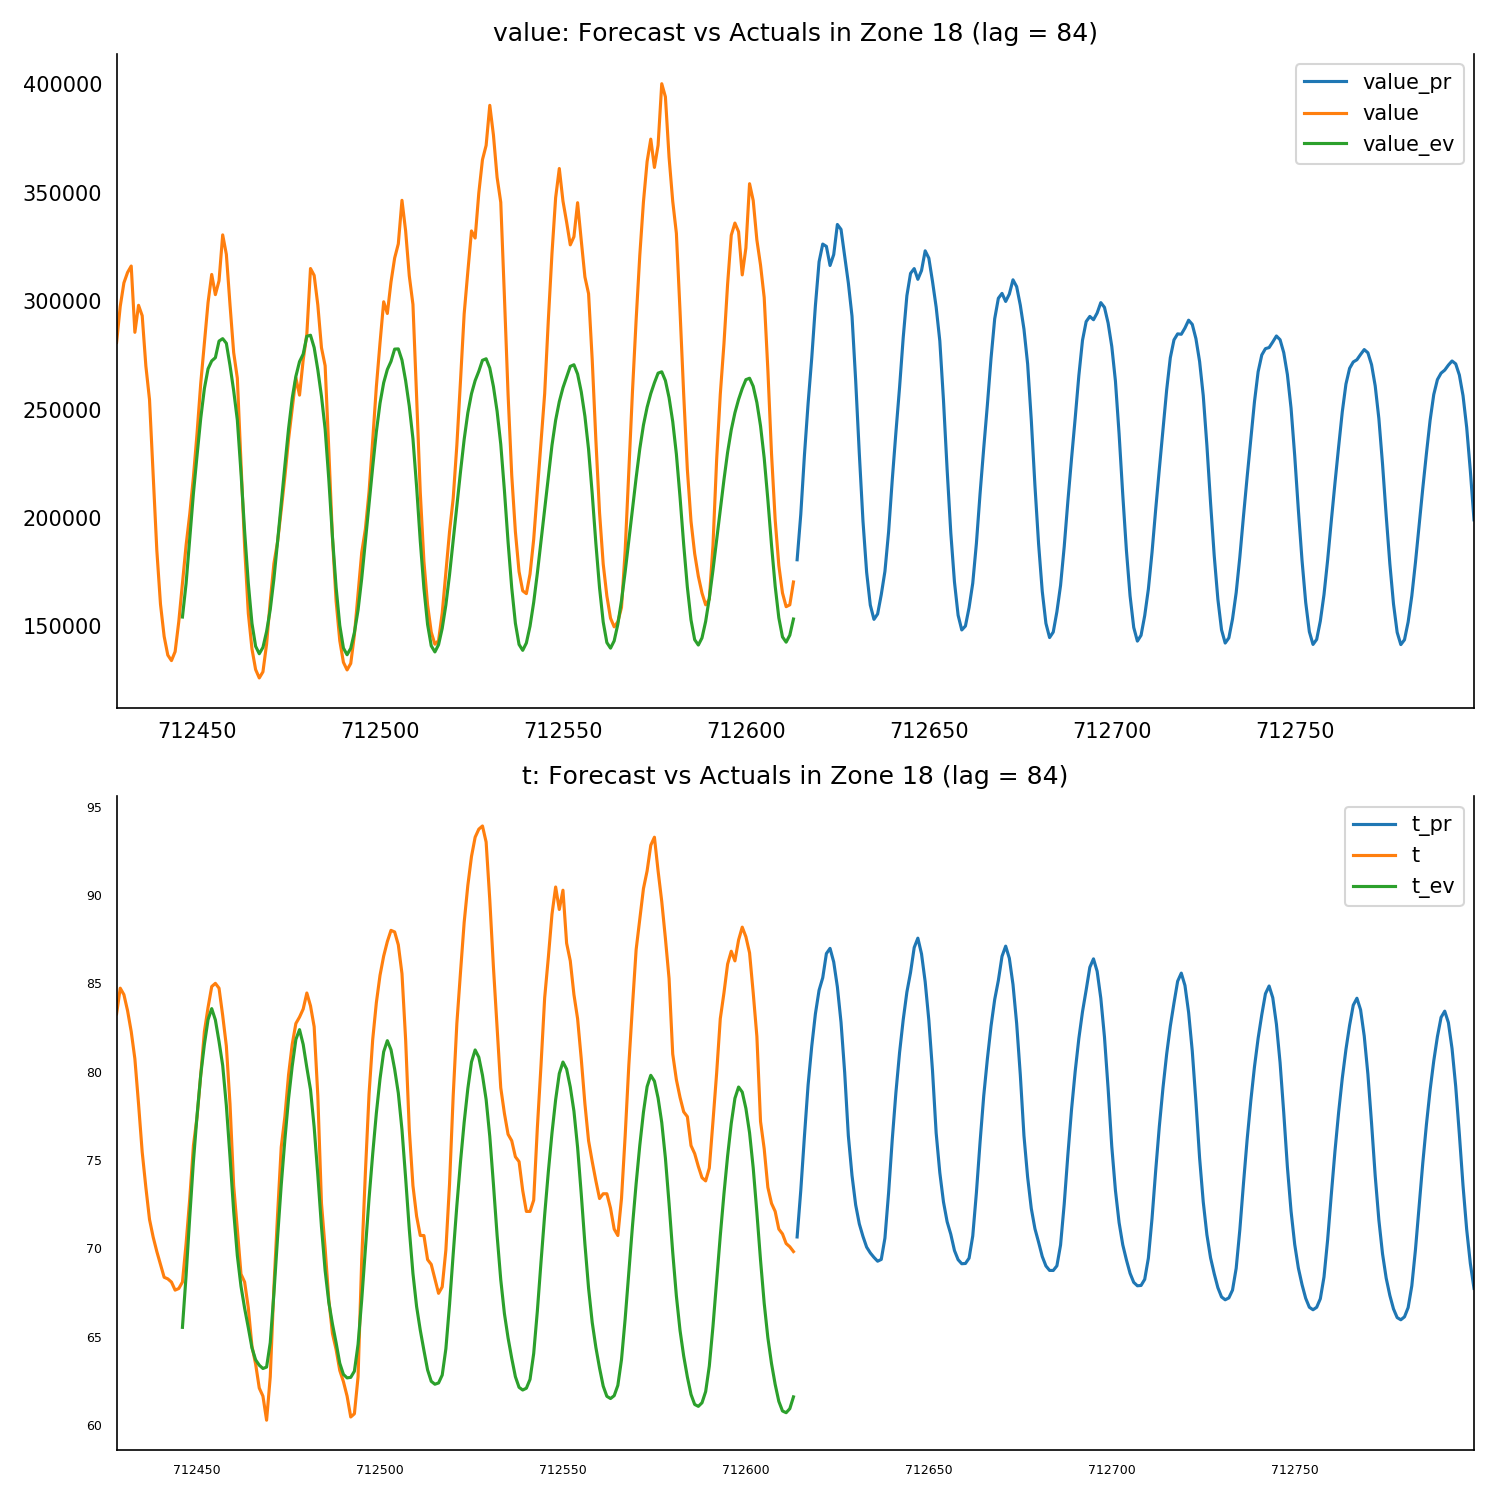 value: Forecast vs Actuals in Zone 18 (lag = 84)
value_pr
value
value_ev
400000
350000
300000
250000
200000
150000
712450 712500 712550 712600 712650 712700 712750
t: Forecast vs Actuals in Zone 18 (lag = 84)
t_pr
t
t_ev
95
90
85
80
75
70
65
60
712450 712500 712550 712600 712650 712700 712750